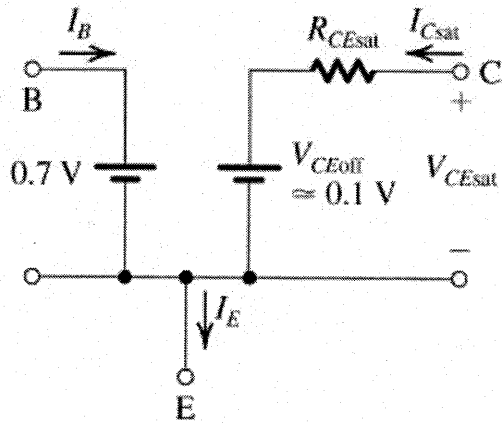 I_B
R_CEsat
I_Csat
B
C
+
0.7 V
V_CEoff
≃ 0.1 V
V_CEsat
−
I_E
E